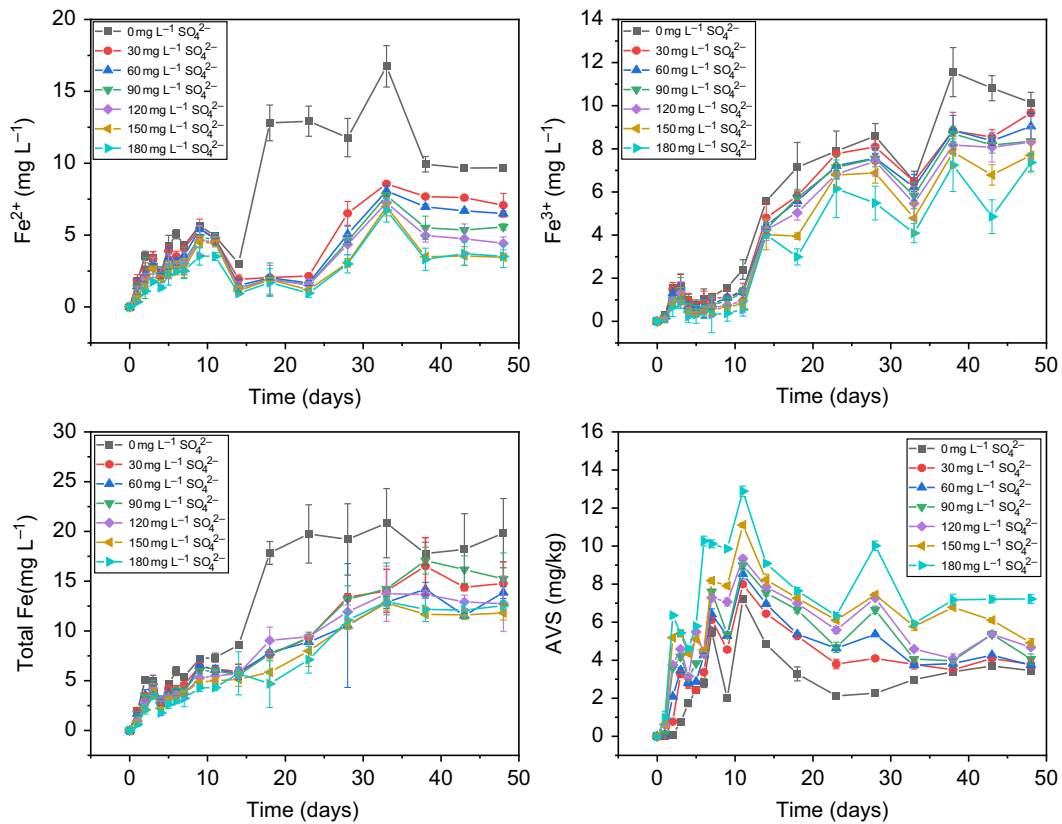 20
15
10
5
0
Fe²⁺ (mg L⁻¹)
0 mg L⁻¹ SO₄²⁻
30 mg L⁻¹ SO₄²⁻
60 mg L⁻¹ SO₄²⁻
90 mg L⁻¹ SO₄²⁻
120 mg L⁻¹ SO₄²⁻
150 mg L⁻¹ SO₄²⁻
180 mg L⁻¹ SO₄²⁻
0 10 20 30 40 50
Time (days)
14
12
10
8
6
4
2
0
Fe³⁺ (mg L⁻¹)
0 mg L⁻¹ SO₄²⁻
30 mg L⁻¹ SO₄²⁻
60 mg L⁻¹ SO₄²⁻
90 mg L⁻¹ SO₄²⁻
120 mg L⁻¹ SO₄²⁻
150 mg L⁻¹ SO₄²⁻
180 mg L⁻¹ SO₄²⁻
0 10 20 30 40 50
Time (days)
30
25
20
15
10
5
0
Total Fe(mg L⁻¹)
0 mg L⁻¹ SO₄²⁻
30 mg L⁻¹ SO₄²⁻
60 mg L⁻¹ SO₄²⁻
90 mg L⁻¹ SO₄²⁻
120 mg L⁻¹ SO₄²⁻
150 mg L⁻¹ SO₄²⁻
180 mg L⁻¹ SO₄²⁻
0 10 20 30 40 50
Time (days)
16
14
12
10
8
6
4
2
0
AVS (mg/kg)
0 mg L⁻¹ SO₄²⁻
30 mg L⁻¹ SO₄²⁻
60 mg L⁻¹ SO₄²⁻
90 mg L⁻¹ SO₄²⁻
120 mg L⁻¹ SO₄²⁻
150 mg L⁻¹ SO₄²⁻
180 mg L⁻¹ SO₄²⁻
0 10 20 30 40 50
Time (days)